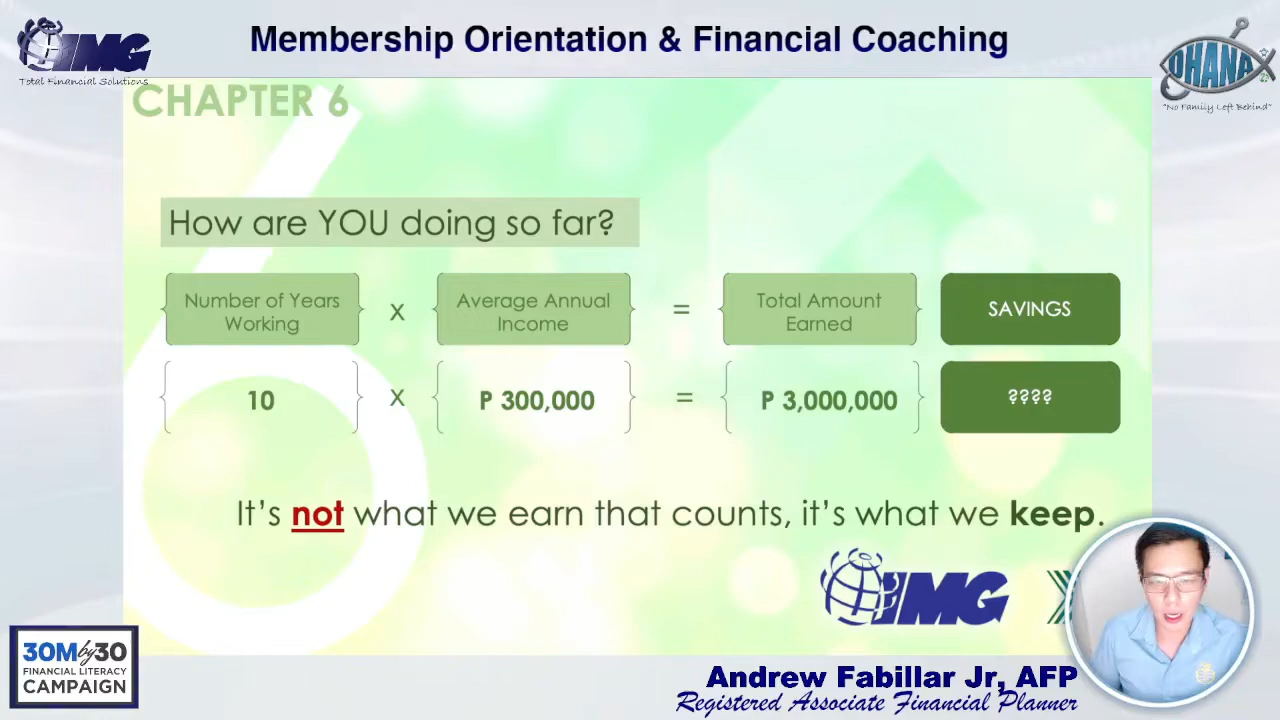 IMG
Total Financial Solutions
Membership Orientation & Financial Coaching
OHANA
"No Family Left Behind"
CHAPTER 6
How are YOU doing so far?
Number of Years
Working
x
Average Annual
Income
=
Total Amount
Earned
SAVINGS
10
x
P 300,000
=
P 3,000,000
????
It's not what we earn that counts, it's what we keep.
IMG
30M by 30
FINANCIAL LITERACY
CAMPAIGN
Andrew Fabillar Jr, AFP
Registered Associate Financial Planner